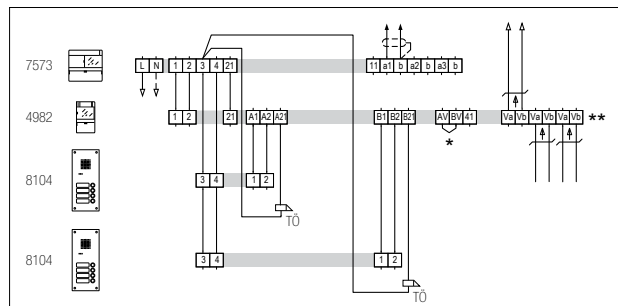 7573 L N 1 2 3 4 21 11 a1 b a2 b a3 b
4982 1 2 21 A1 A2 A21 B1 B2 B21 AV BV 41 Va Vb Va Vb Va Vb **
*
8104 3 4 1 2
TÖ
8104 3 4 1 2
TÖ